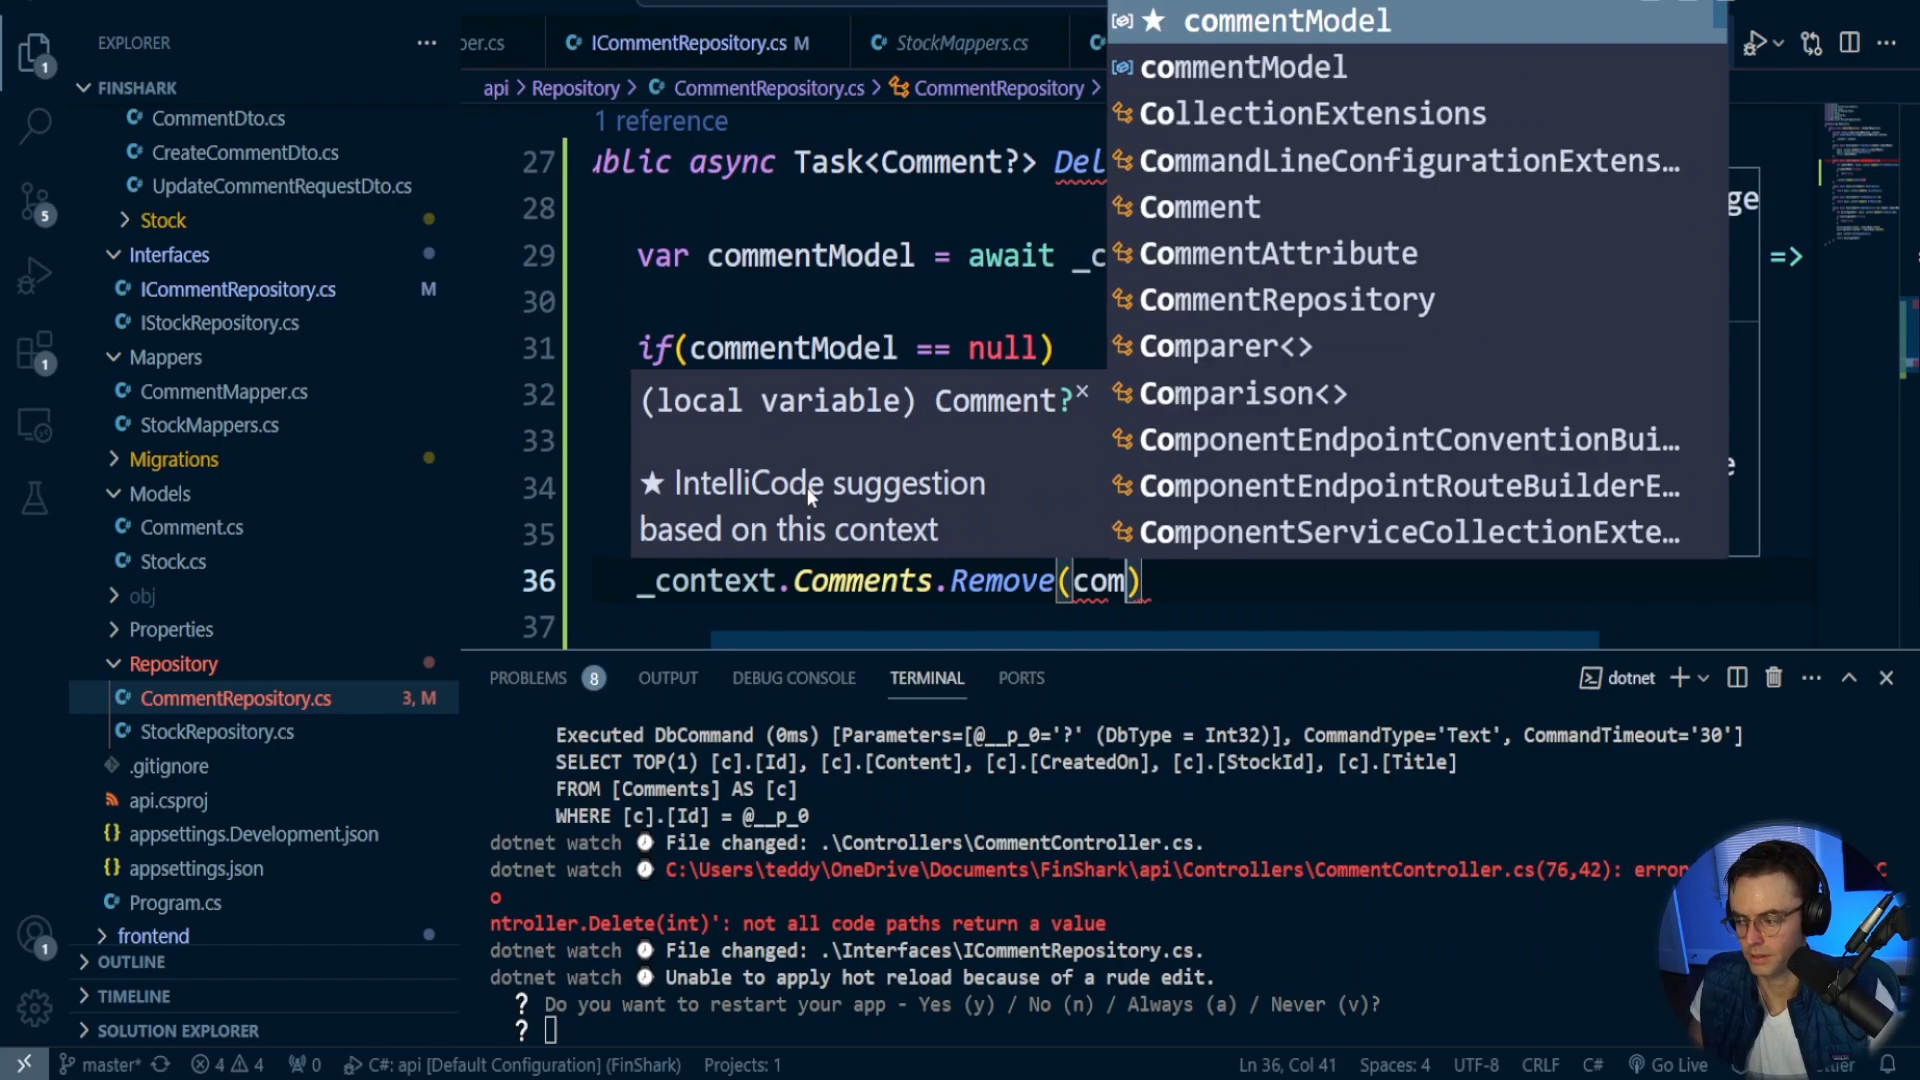 EXPLORER
FINSHARK
CommentDto.cs
CreateCommentDto.cs
UpdateCommentRequestDto.cs
Stock
Interfaces
ICommentRepository.cs M
IStockRepository.cs
Mappers
CommentMapper.cs
StockMappers.cs
Migrations
Models
Comment.cs
Stock.cs
obj
Properties
Repository
CommentRepository.cs 3, M
StockRepository.cs
.gitignore
api.csproj
appsettings.Development.json
appsettings.json
Program.cs
frontend
OUTLINE
TIMELINE
SOLUTION EXPLORER
1
5
1
1
per.cs
ICommentRepository.cs M
StockMappers.cs
api > Repository > CommentRepository.cs > CommentRepository >
1 reference
27 ublic async Task<Comment?> Del
28
29 var commentModel = await _c
=>
30
31 if(commentModel == null)
32
33
34
35
36 _context.Comments.Remove(com)
37
(local variable) Comment? ×
★ IntelliCode suggestion
based on this context
★ commentModel
commentModel
CollectionExtensions
CommandLineConfigurationExtens…
Comment
CommentAttribute
CommentRepository
Comparer<>
Comparison<>
ComponentEndpointConventionBui…
ComponentEndpointRouteBuilderE…
ComponentServiceCollectionExte…
ge
PROBLEMS 8 OUTPUT DEBUG CONSOLE TERMINAL PORTS
dotnet
Executed DbCommand (0ms) [Parameters=[@__p_0='?' (DbType = Int32)], CommandType='Text', CommandTimeout='30']
SELECT TOP(1) [c].[Id], [c].[Content], [c].[CreatedOn], [c].[StockId], [c].[Title]
FROM [Comments] AS [c]
WHERE [c].[Id] = @__p_0
dotnet watch File changed: .\Controllers\CommentController.cs.
dotnet watch C:\Users\teddy\OneDrive\Documents\FinShark\api\Controllers\CommentController.cs(76,42): error
o
ntroller.Delete(int)': not all code paths return a value
dotnet watch File changed: .\Interfaces\ICommentRepository.cs.
dotnet watch Unable to apply hot reload because of a rude edit.
? Do you want to restart your app - Yes (y) / No (n) / Always (a) / Never (v)?
?
master* 4 4 0 C#: api [Default Configuration] (FinShark) Projects: 1
Ln 36, Col 41 Spaces: 4 UTF-8 CRLF C# Go Live